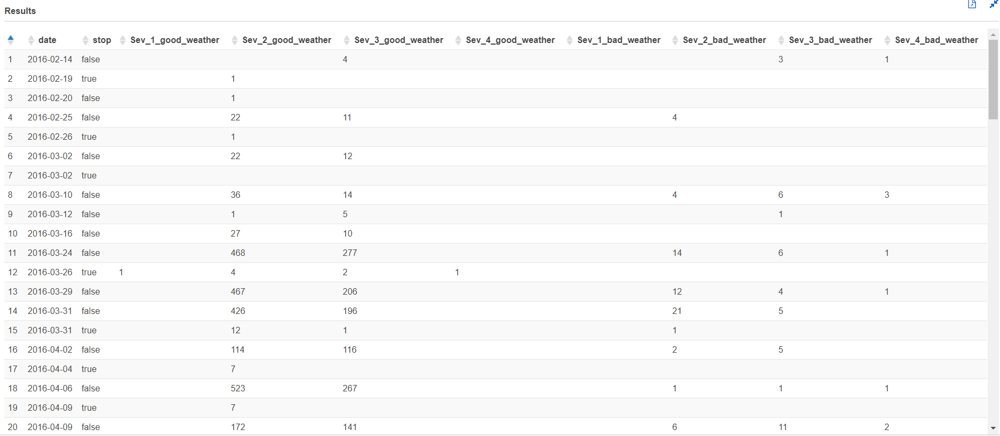 Results
date stop Sev_1_good_weather Sev_2_good_weather Sev_3_good_weather Sev_4_good_weather Sev_1_bad_weather Sev_2_bad_weather Sev_3_bad_weather Sev_4_bad_weather
1 2016-02-14 false 4 3 1
2 2016-02-19 true 1
3 2016-02-20 false 1
4 2016-02-25 false 22 11 4
5 2016-02-26 true 1
6 2016-03-02 false 22 12
7 2016-03-02 true
8 2016-03-10 false 36 14 4 6 3
9 2016-03-12 false 1 5 1
10 2016-03-16 false 27 10
11 2016-03-24 false 468 277 14 6 1
12 2016-03-26 true 1 4 2 1
13 2016-03-29 false 467 206 12 4 1
14 2016-03-31 false 426 196 21 5
15 2016-03-31 true 12 1 1
16 2016-04-02 false 114 116 2 5
17 2016-04-04 true 7
18 2016-04-06 false 523 267 1 1 1
19 2016-04-09 true 7
20 2016-04-09 false 172 141 6 11 2